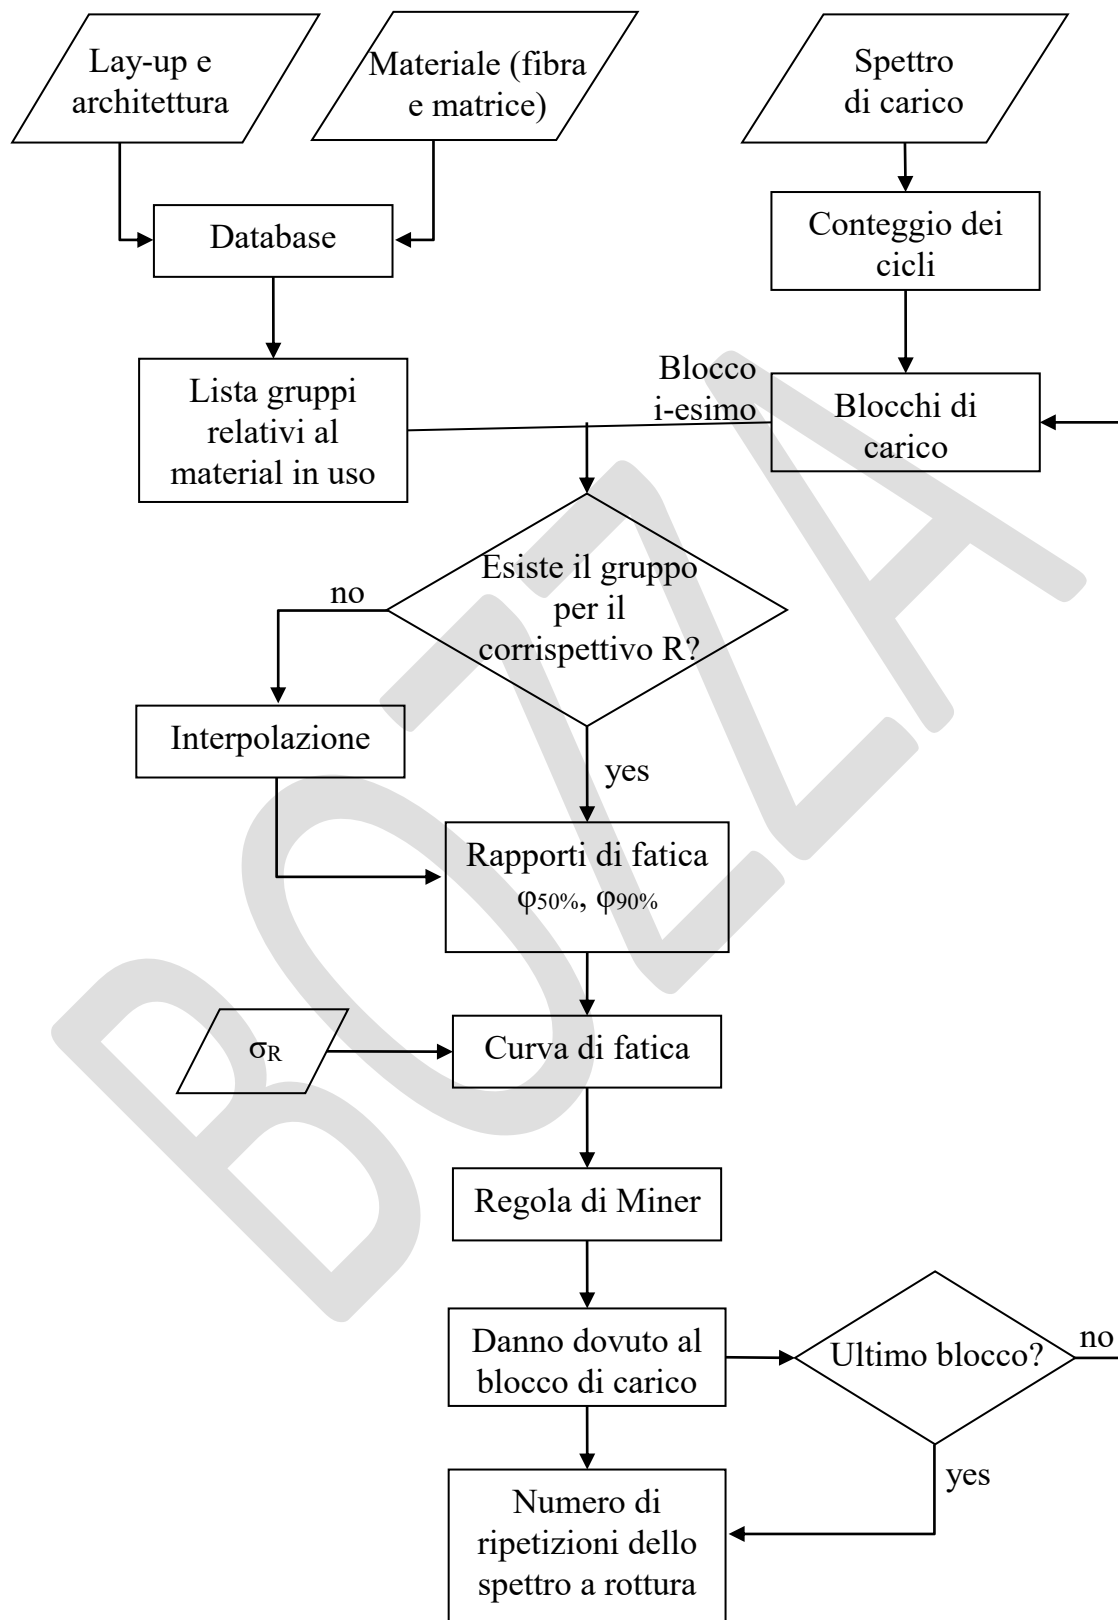 Lay-up e
architettura
Materiale (fibra
e matrice)
Spettro
di carico
Database
Conteggio dei
cicli
Lista gruppi
relativi al
material in uso
Blocco
i-esimo
Blocchi di
carico
Esiste il gruppo
per il
corrispettivo R?
no
Interpolazione
yes
Rapporti di fatica
φ50%, φ90%
σR
Curva di fatica
Regola di Miner
Danno dovuto al
blocco di carico
Ultimo blocco?
no
yes
Numero di
ripetizioni dello
spettro a rottura
BOZZA